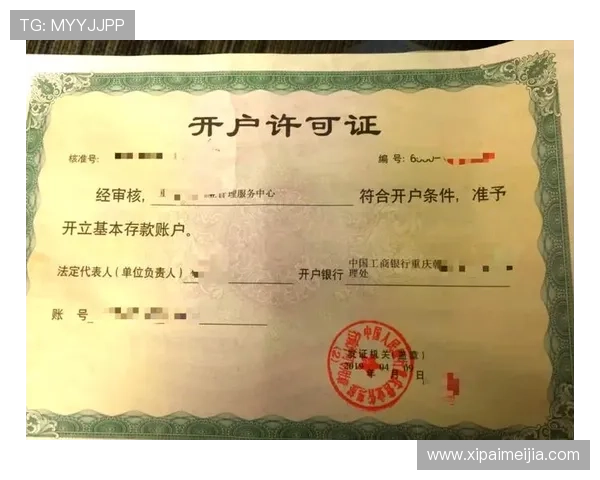 TG: MYYJJPP
开户许可证
核准号:
编号:
经审核, 管理服务中心 符合开户条件, 准予
开立基本存款账户。
法定代表人(单位负责人) 开户银行 中国工商银行重庆
理处
账 号
中国人民
发证机关(盖章)
2019 年 04 月 09 日
(2)
www.xipaimeijia.com